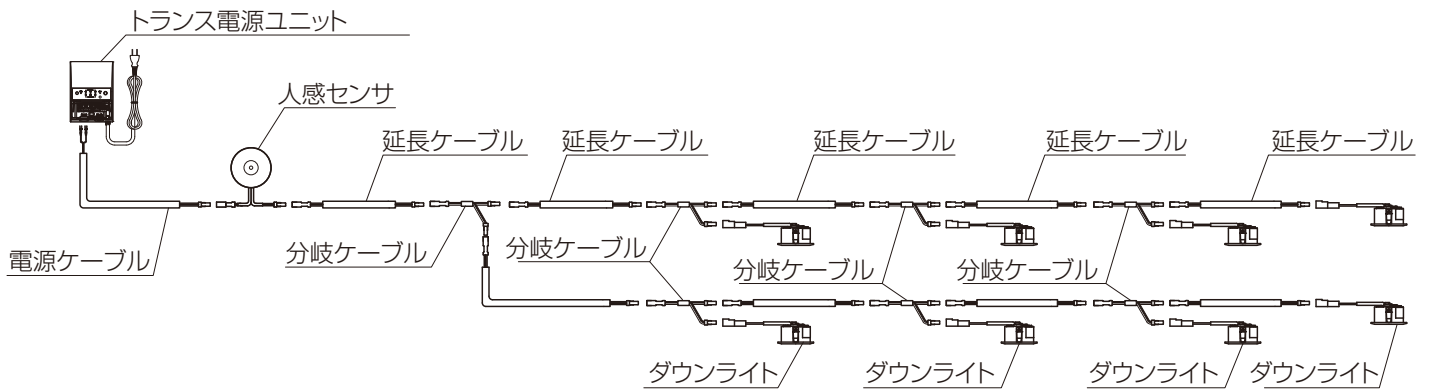 トランス電源ユニット
人感センサ
延長ケーブル
延長ケーブル
延長ケーブル
延長ケーブル
延長ケーブル
電源ケーブル
分岐ケーブル
分岐ケーブル
分岐ケーブル
分岐ケーブル
ダウンライト
ダウンライト
ダウンライト
ダウンライト